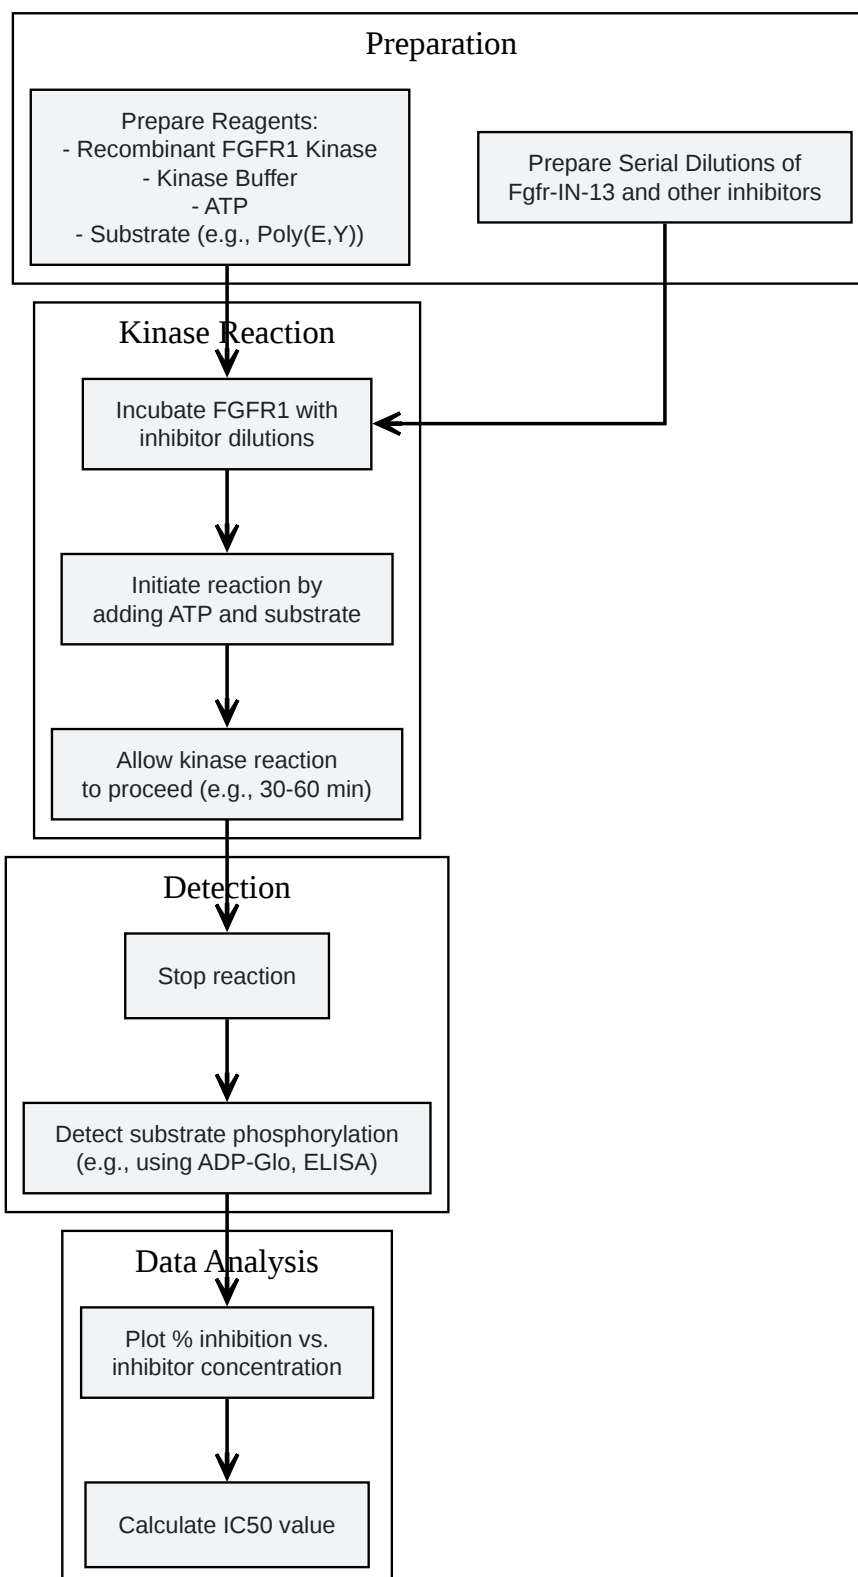 Preparation
Prepare Reagents:
- Recombinant FGFR1 Kinase
- Kinase Buffer
- ATP
- Substrate (e.g., Poly(E,Y))
Prepare Serial Dilutions of
Fgfr-IN-13 and other inhibitors
Kinase Reaction
Incubate FGFR1 with
inhibitor dilutions
Initiate reaction by
adding ATP and substrate
Allow kinase reaction
to proceed (e.g., 30-60 min)
Detection
Stop reaction
Detect substrate phosphorylation
(e.g., using ADP-Glo, ELISA)
Data Analysis
Plot % inhibition vs.
inhibitor concentration
Calculate IC50 value